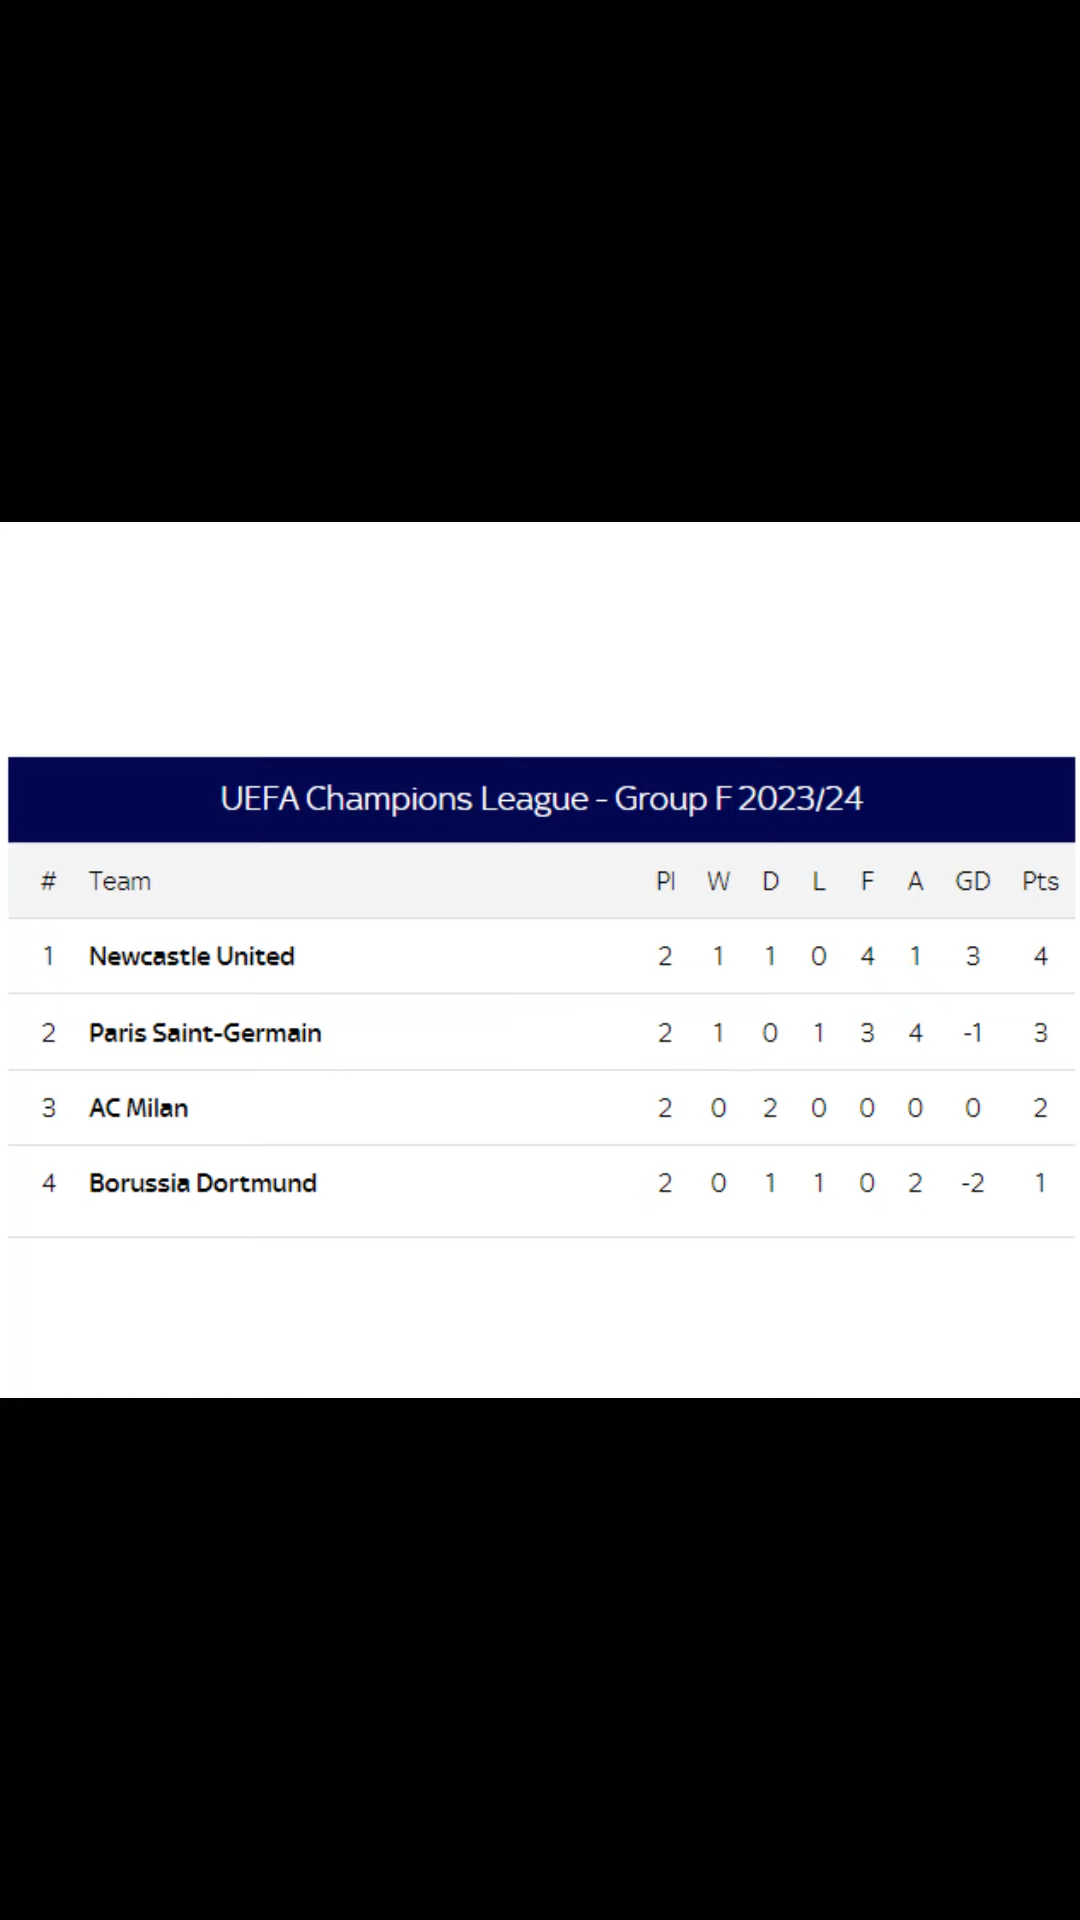 UEFA Champions League - Group F 2023/24
# Team Pl W D L F A GD Pts
1 Newcastle United 2 1 1 0 4 1 3 4
2 Paris Saint-Germain 2 1 0 1 3 4 -1 3
3 AC Milan 2 0 2 0 0 0 0 2
4 Borussia Dortmund 2 0 1 1 0 2 -2 1